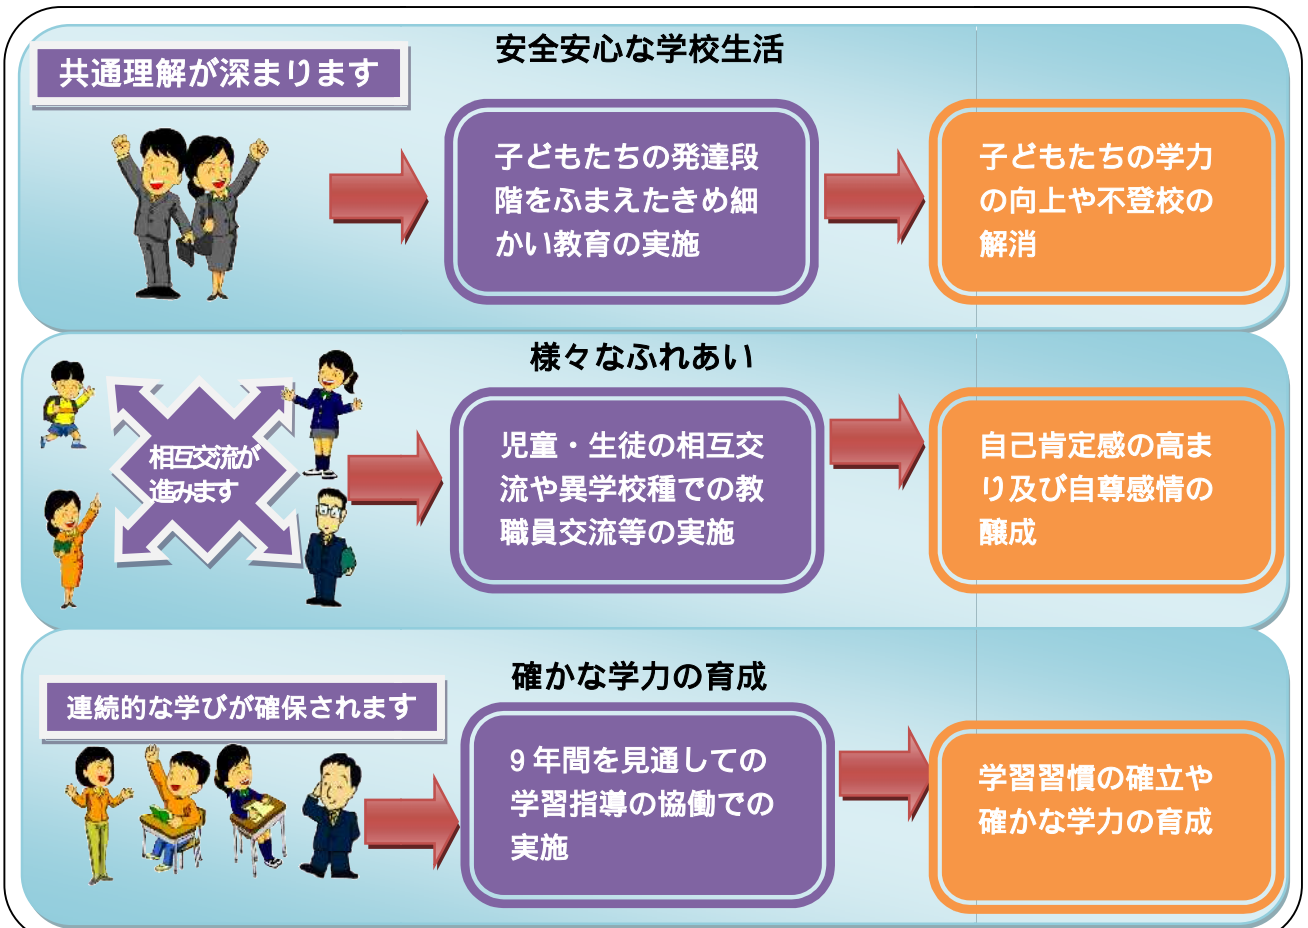 安全安心な学校生活
共通理解が深まります
子どもたちの発達段
階をふまえたきめ細
かい教育の実施
子どもたちの学力
の向上や不登校の
解消
様々なふれあい
相互交流が
進みます
児童・生徒の相互交
流や異学校種での教
職員交流等の実施
自己肯定感の高ま
り及び自尊感情の
醸成
確かな学力の育成
連続的な学びが確保されます
9年間を見通しての
学習指導の協働での
実施
学習習慣の確立や
確かな学力の育成